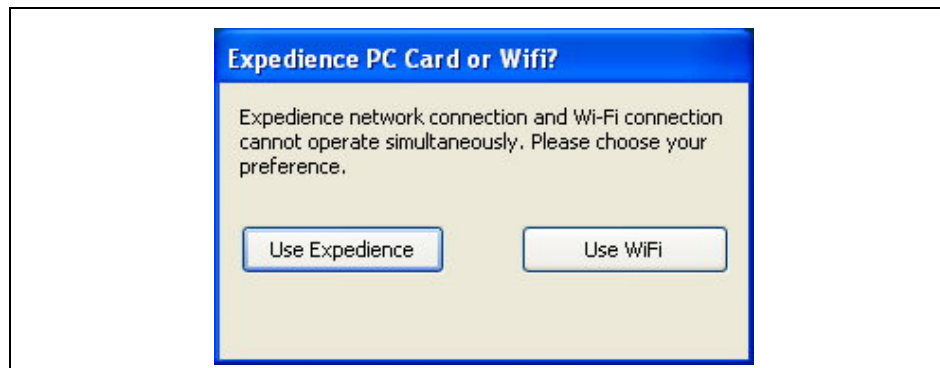 Expedience PC Card or Wifi?
Expedience network connection and Wi-Fi connection
cannot operate simultaneously. Please choose your
preference.
Use Expedience
Use WiFi